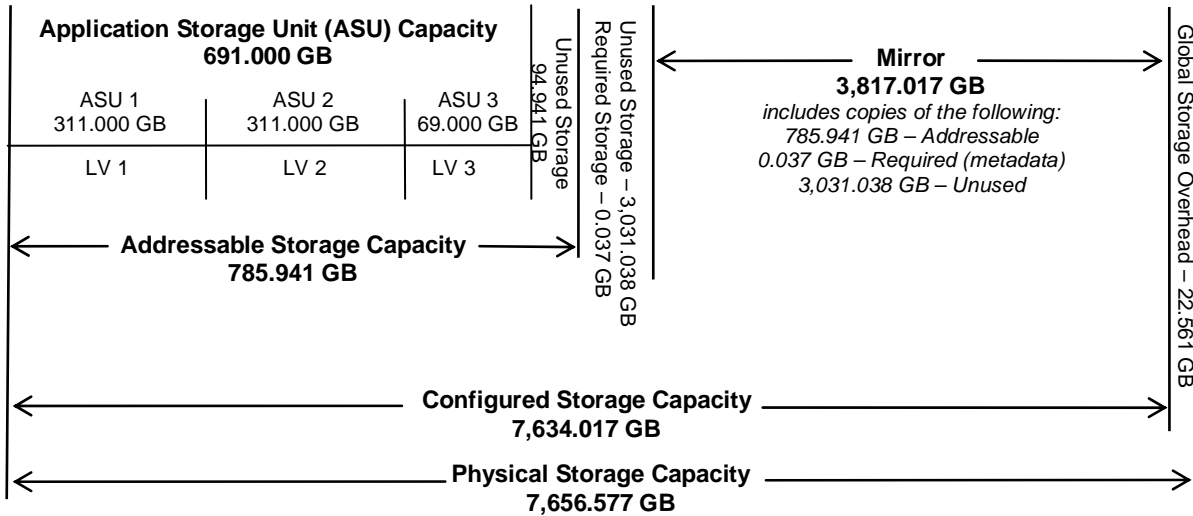 Application Storage Unit (ASU) Capacity
691.000 GB
ASU 1
311.000 GB
ASU 2
311.000 GB
ASU 3
69.000 GB
LV 1
LV 2
LV 3
Unused Storage
94.941 GB
Unused Storage – 3,031.038 GB
Required Storage – 0.037 GB
Mirror
3,817.017 GB
includes copies of the following:
785.941 GB – Addressable
0.037 GB – Required (metadata)
3,031.038 GB – Unused
Global Storage Overhead – 22.561 GB
Addressable Storage Capacity
785.941 GB
Configured Storage Capacity
7,634.017 GB
Physical Storage Capacity
7,656.577 GB